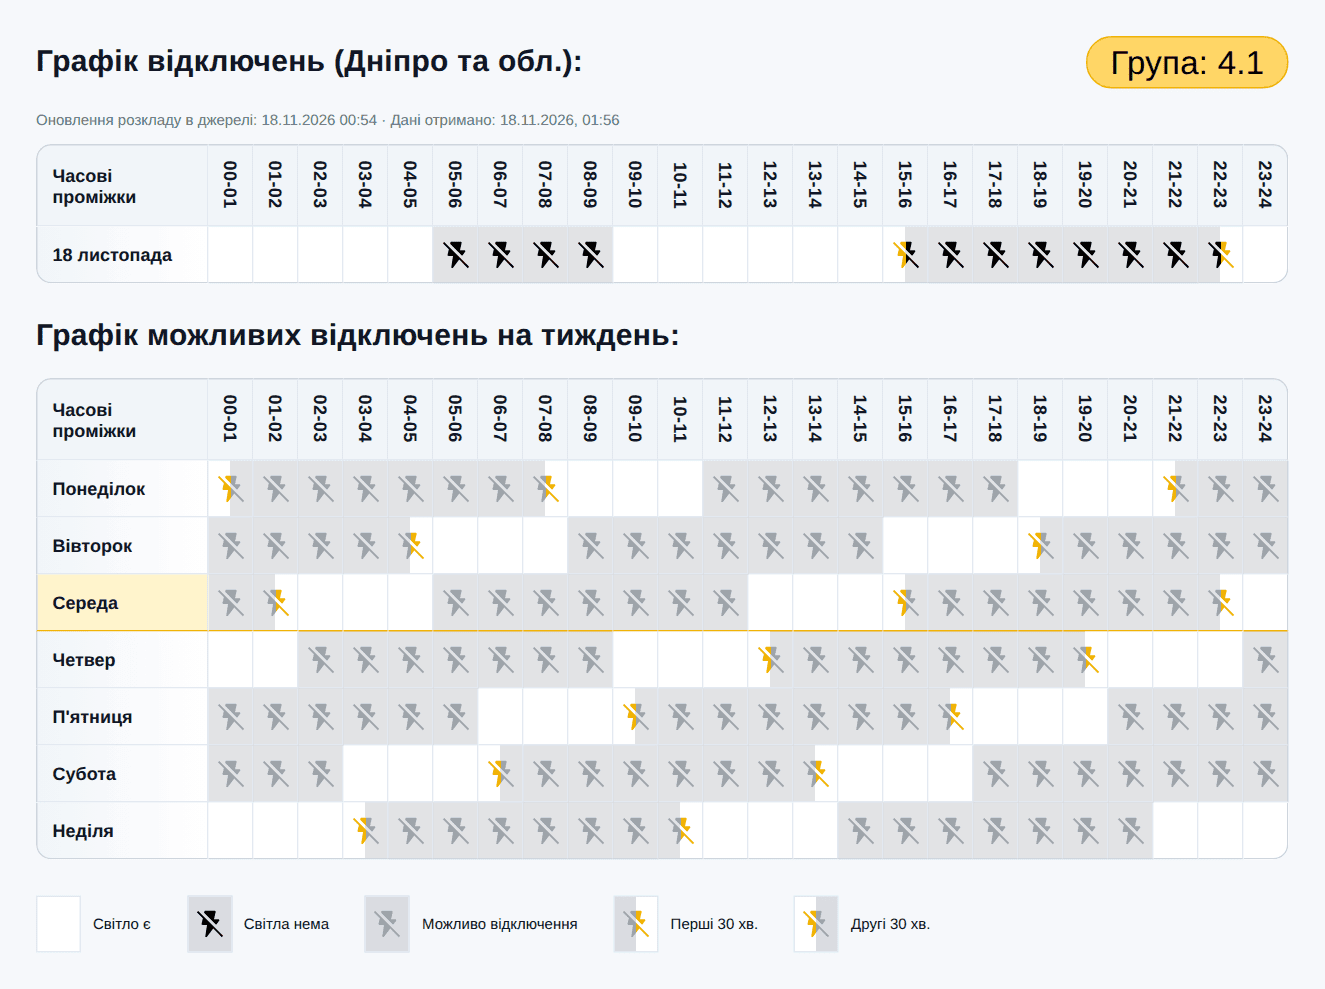 Графік відключень (Дніпро та обл.):
Група: 4.1
Оновлення розкладу в джерелі: 18.11.2026 00:54 · Дані отримано: 18.11.2026, 01:56
Часові проміжки 00-01 01-02 02-03 03-04 04-05 05-06 06-07 07-08 08-09 09-10 10-11 11-12 12-13 13-14 14-15 15-16 16-17 17-18 18-19 19-20 20-21 21-22 22-23 23-24
18 листопада
Графік можливих відключень на тиждень:
Часові проміжки 00-01 01-02 02-03 03-04 04-05 05-06 06-07 07-08 08-09 09-10 10-11 11-12 12-13 13-14 14-15 15-16 16-17 17-18 18-19 19-20 20-21 21-22 22-23 23-24
Понеділок
Вівторок
Середа
Четвер
П'ятниця
Субота
Неділя
Світло є
Світла нема
Можливо відключення
Перші 30 хв.
Другі 30 хв.